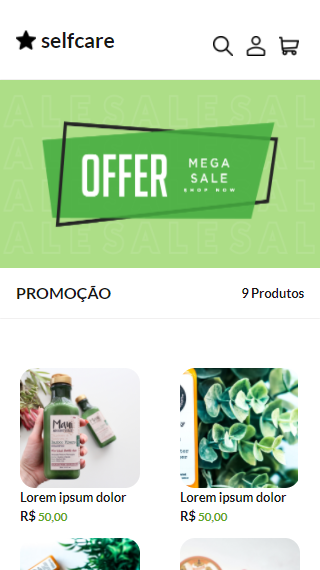 selfcare
OFFER
MEGA
SALE
SHOP NOW
PROMOÇÃO
9 Produtos
Maui
Lorem ipsum dolor
R$ 50,00
Lorem ipsum dolor
R$ 50,00